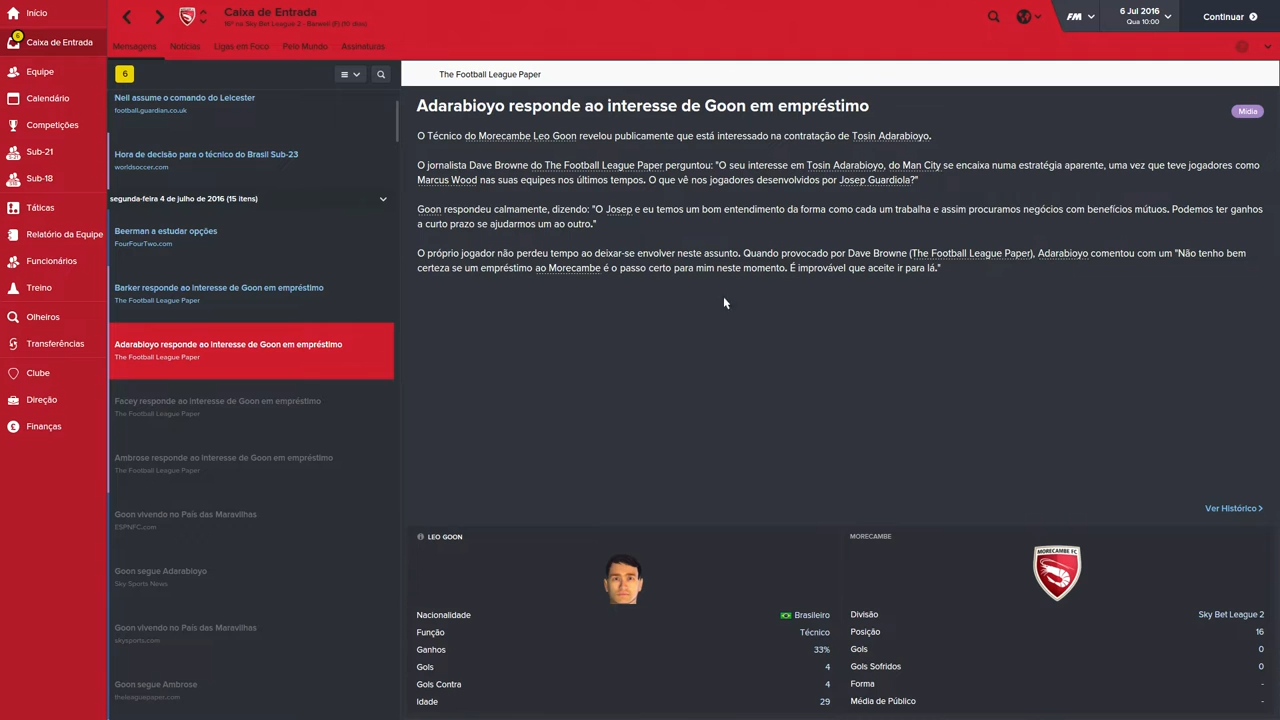 Início
Caixa de Entrada
6
Equipe
Calendário
Competições
Sub-21
Sub-18
Táticas
Relatório da Equipe
Funcionários
Treino
Olheiros
Transferências
Clube
Direção
Finanças
Caixa de Entrada
16º no Sky Bet League 2 - Barwell (F) (10 dias)
FM
6 Jul 2016
Qua 10:00
Continuar
Mensagens
Notícias
Ligas em Foco
Pelo Mundo
Assinaturas
6
Neil assume o comando do Leicester
football.guardian.co.uk
Hora de decisão para o técnico do Brasil Sub-23
worldsoccer.com
segunda-feira 4 de julho de 2016 (15 itens)
Beerman a estudar opções
FourFourTwo.com
Barker responde ao interesse de Goon em empréstimo
The Football League Paper
Adarabioyo responde ao interesse de Goon em empréstimo
The Football League Paper
Facey responde ao interesse de Goon em empréstimo
The Football League Paper
Ambrose responde ao interesse de Goon em empréstimo
The Football League Paper
Goon vivendo no País das Maravilhas
ESPNFC.com
Goon segue Adarabioyo
Sky Sports News
Goon vivendo no País das Maravilhas
skysports.com
Goon segue Ambrose
theleaguepaper.com
The Football League Paper
Adarabioyo responde ao interesse de Goon em empréstimo
Mídia
O Técnico do Morecambe Leo Goon revelou publicamente que está interessado na contratação de Tosin Adarabioyo.
O jornalista Dave Browne do The Football League Paper perguntou: "O seu interesse em Tosin Adarabioyo, do Man City se encaixa numa estratégia aparente, uma vez que teve jogadores como
Marcus Wood nas suas equipes nos últimos tempos. O que vê nos jogadores desenvolvidos por Josep Guardiola?"
Goon respondeu calmamente, dizendo: "O Josep e eu temos um bom entendimento da forma como cada um trabalha e assim procuramos negócios com benefícios mútuos. Podemos ter ganhos
a curto prazo se ajudarmos um ao outro."
O próprio jogador não perdeu tempo ao deixar-se envolver neste assunto. Quando provocado por Dave Browne (The Football League Paper), Adarabioyo comentou com um "Não tenho bem
certeza se um empréstimo ao Morecambe é o passo certo para mim neste momento. É improvável que aceite ir para lá."
Ver Histórico
LEO GOON
Nacionalidade Brasileiro
Função Técnico
Ganhos 33%
Gols 4
Gols Contra 4
Idade 29
MORECAMBE
MORECAMBE FC
Divisão Sky Bet League 2
Posição 16
Gols 0
Gols Sofridos 0
Forma -
Média de Público -